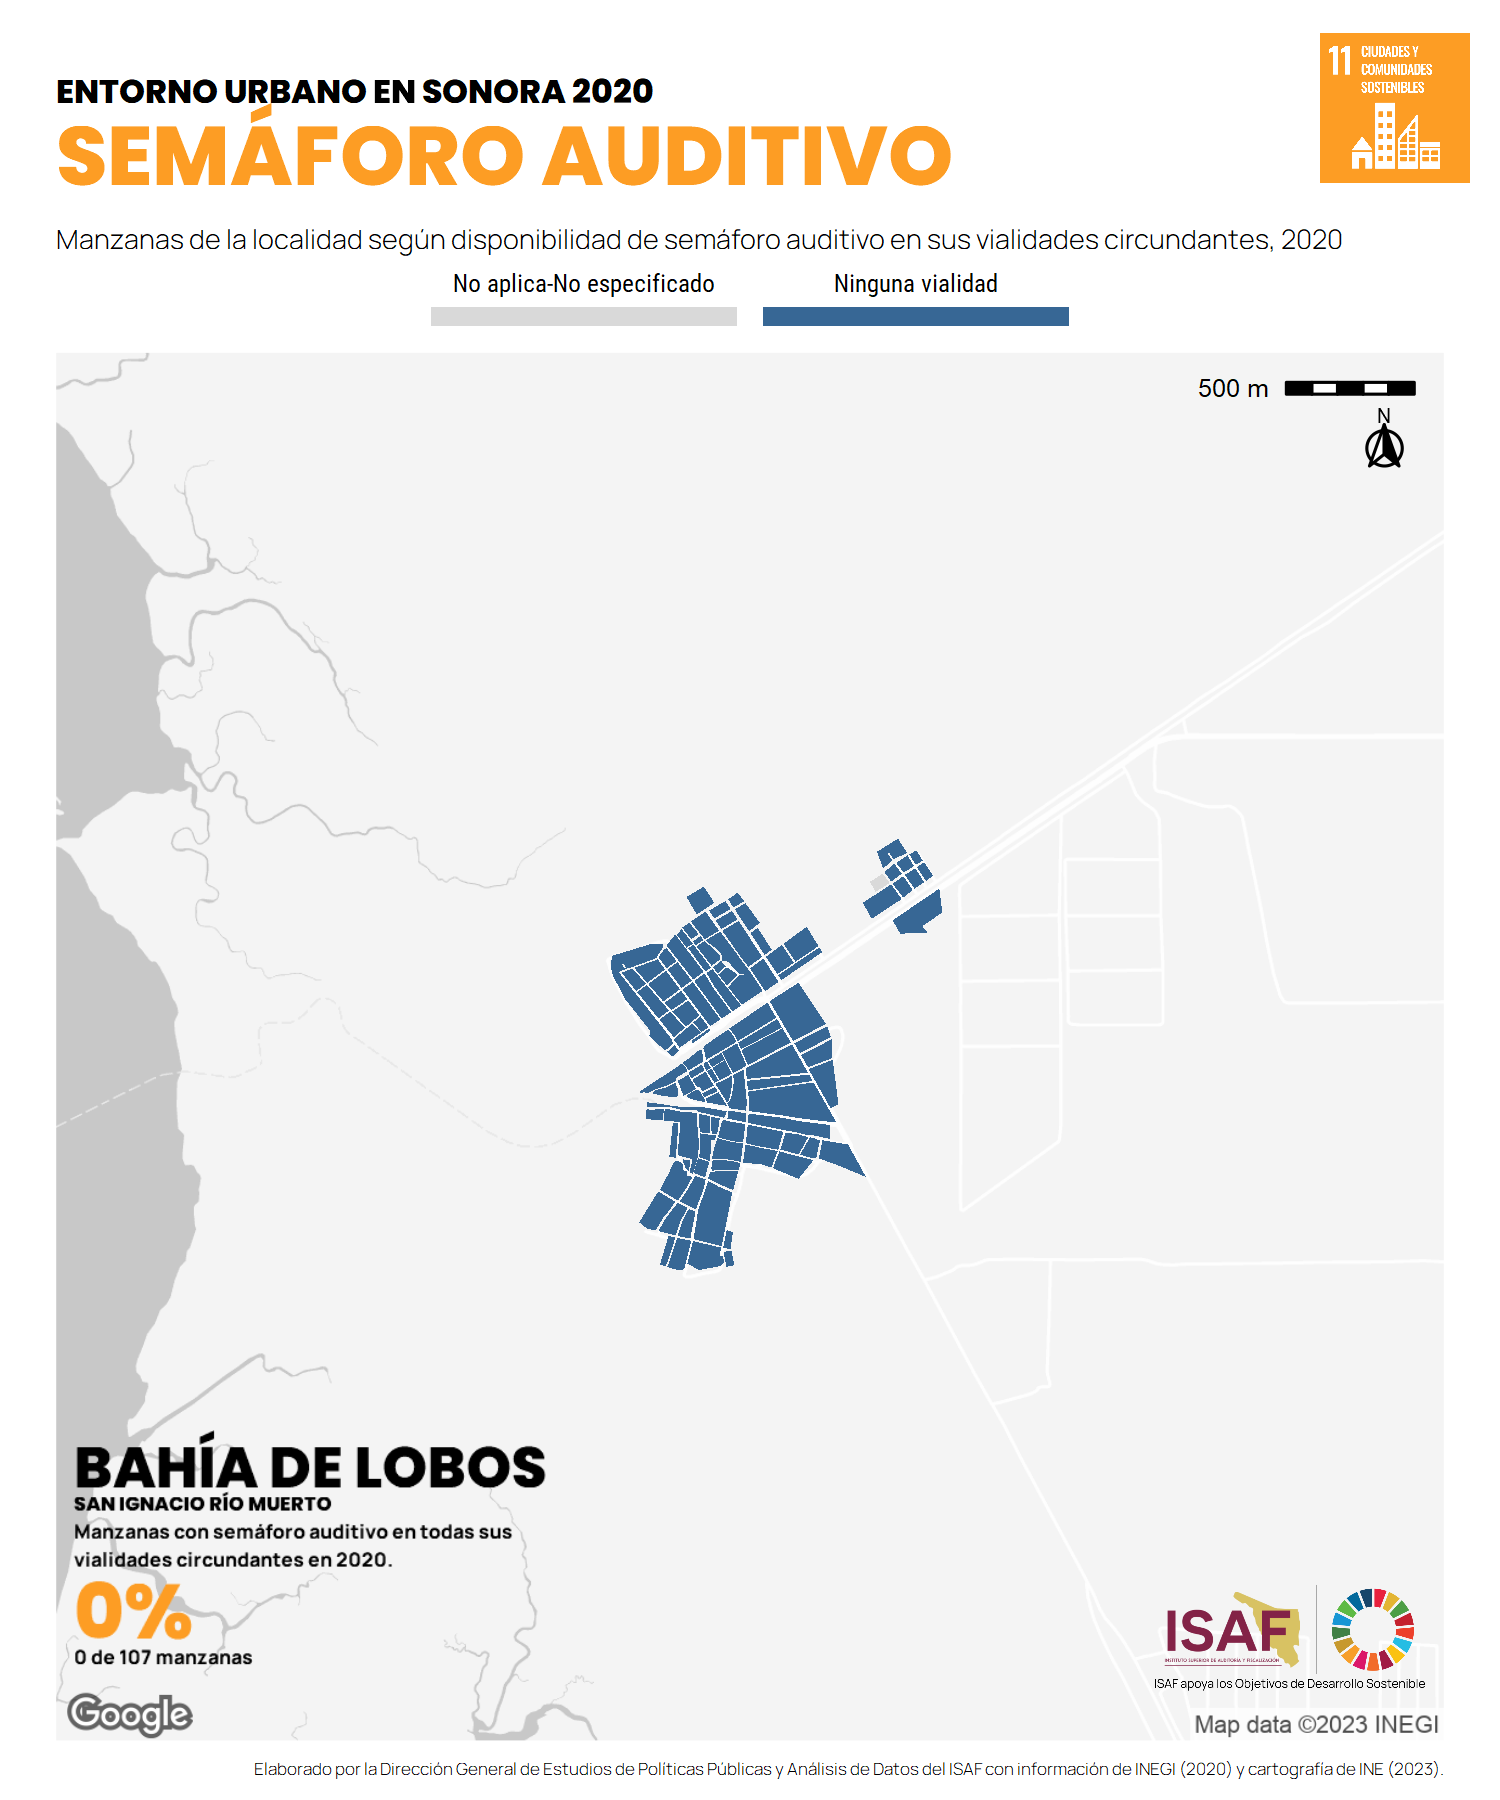 11 CIUDADES Y
COMUNIDADES
SOSTENIBLES
ENTORNO URBANO EN SONORA 2020
SEMÁFORO AUDITIVO
Manzanas de la localidad según disponibilidad de semáforo auditivo en sus vialidades circundantes, 2020
No aplica-No especificado
Ninguna vialidad
500 m
N
BAHÍA DE LOBOS
SAN IGNACIO RÍO MUERTO
Manzanas con semáforo auditivo en todas sus
vialidades circundantes en 2020.
0%
0 de 107 manzanas
Google
ISAF
INSTITUTO SUPERIOR DE AUDITORÍA Y FISCALIZACIÓN
ISAF apoya los Objetivos de Desarrollo Sostenible
Map data ©2023 INEGI
Elaborado por la Dirección General de Estudios de Políticas Públicas y Análisis de Datos del ISAF con información de INEGI (2020) y cartografía de INE (2023).